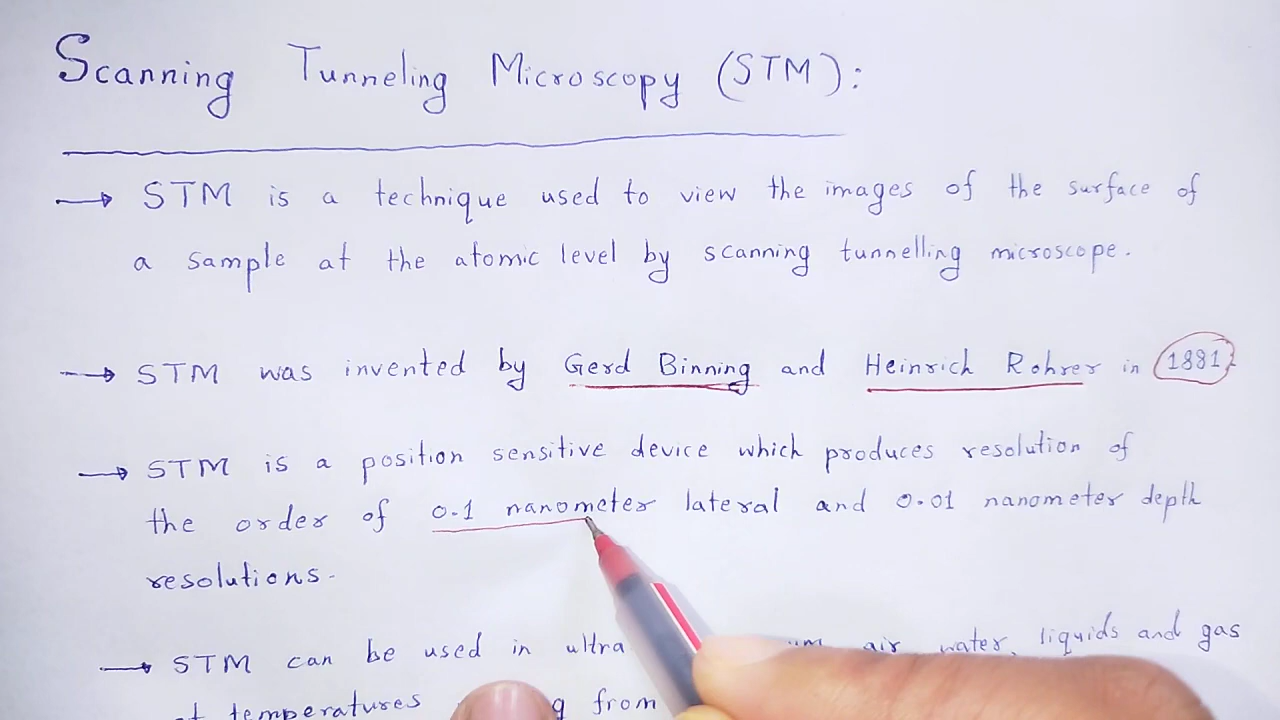 Scanning Tunneling Microscopy (STM):
→ STM is a technique used to view the images of the surface of
a sample at the atomic level by scanning tunnelling microscope.
→ STM was invented by Gerd Binning and Heinrich Rohrer in 1881
→ STM is a position sensitive device which produces resolution of
the order of 0.1 nanometer lateral and 0.01 nanometer depth
resolutions.
→ STM can be used in ultra air, water, liquids and gas
at temperatures from